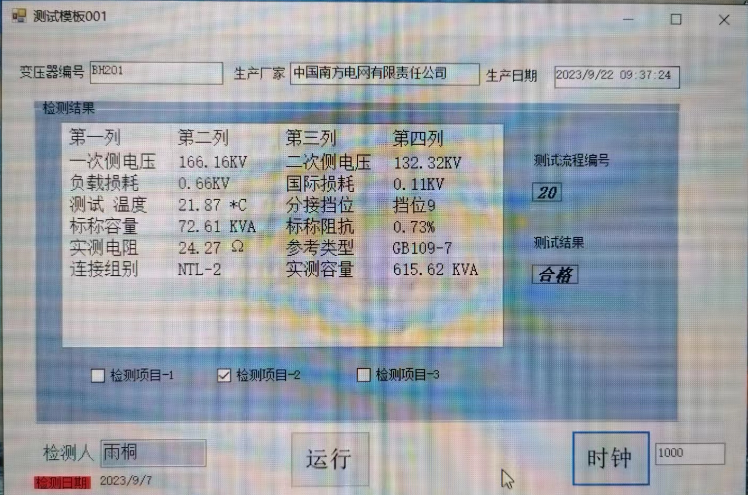 测试模板001
变压器编号 BH201 生产厂家 中国南方电网有限责任公司 生产日期 2023/9/22 09:37:24
检测结果
第一列 第二列 第三列 第四列
一次侧电压 166.16KV 二次侧电压 132.32KV
负载损耗 0.66KV 国际损耗 0.11KV
测试 温度 21.87 *C 分接挡位 挡位9
标称容量 72.61 KVA 标称阻抗 0.73%
实测电阻 24.27 Ω 参考类型 GB109-7
连接组别 NTL-2 实测容量 615.62 KVA
测试流程编号
20
测试结果
合格
检测项目-1 检测项目-2 检测项目-3
检测人 雨桐 运行 时钟 1000
检测日期 2023/9/7